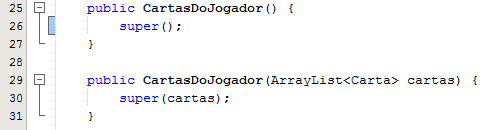 25 public CartasDoJogador() {
26 super();
27 }
28
29 public CartasDoJogador(ArrayList<Carta> cartas) {
30 super(cartas);
31 }